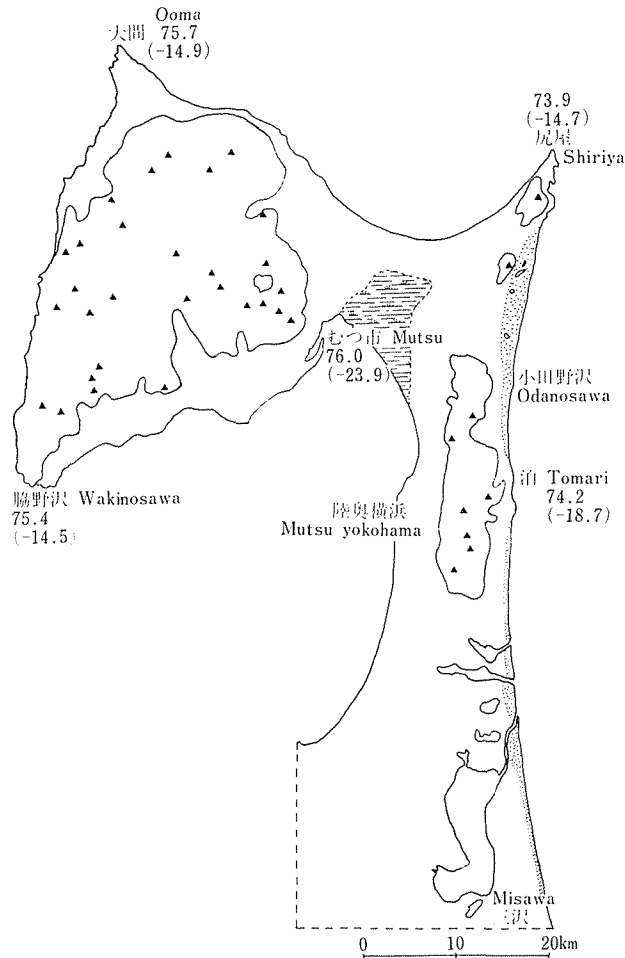 Ooma
大間 75.7
(-14.9)
73.9
(-14.7)
尻屋
Shiriya
むつ市 Mutsu
76.0
(-23.9)
小田野沢
Odanosawa
泊 Tomari
74.2
(-18.7)
脇野沢 Wakinosawa
75.4
(-14.5)
陸奥横浜
Mutsu yokohama
Misawa
三沢
0 10 20km